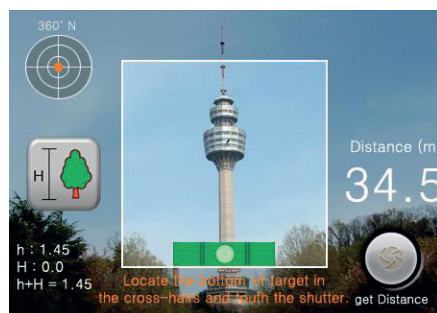 360° N
Distance (m
34.5
H
h : 1.45
H : 0.0
h+H = 1.45
Locate the bottom of target in
the cross-hairs and touth the shutter.
get Distance